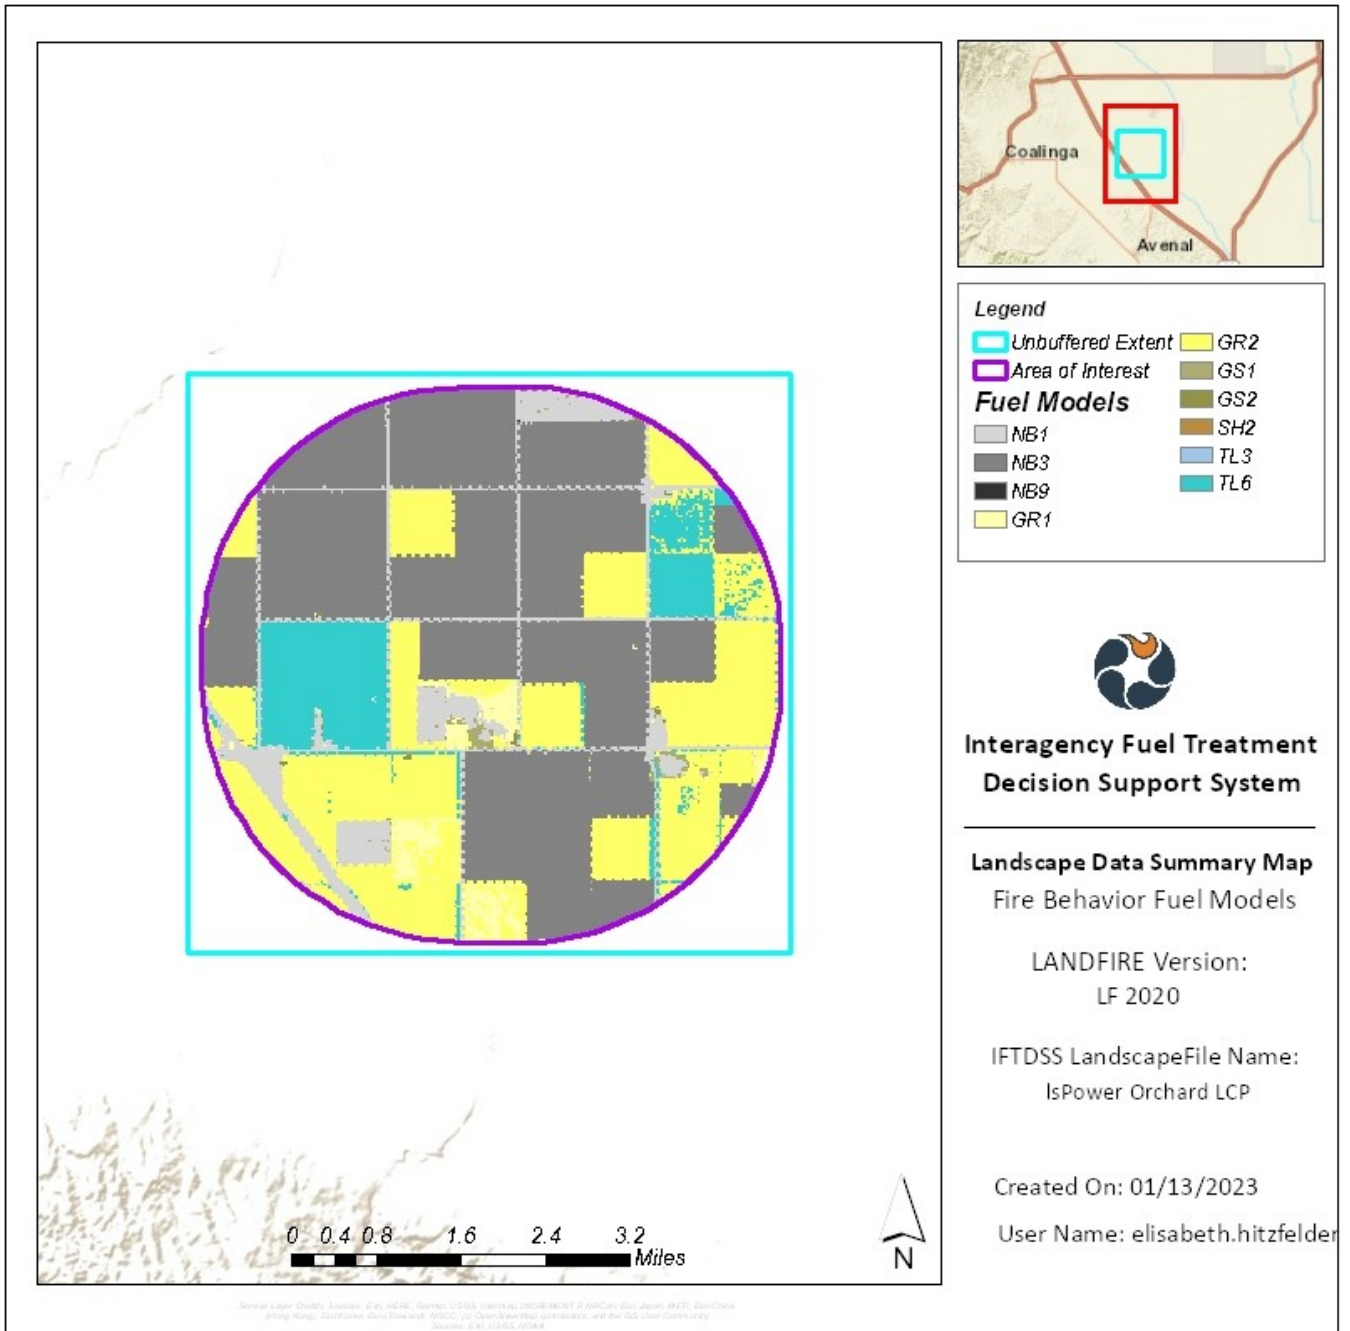 Coalinga
Avenal
Legend
Unbuffered Extent
Area of Interest
Fuel Models
NB1
NB3
NB9
GR1
GR2
GS1
GS2
SH2
TL3
TL6
Interagency Fuel Treatment
Decision Support System
Landscape Data Summary Map
Fire Behavior Fuel Models
LANDFIRE Version:
LF 2020
IFTDSS LandscapeFile Name:
IsPower Orchard LCP
Created On: 01/13/2023
User Name: elisabeth.hitzfelder
0 0.4 0.8 1.6 2.4 3.2
Miles
N